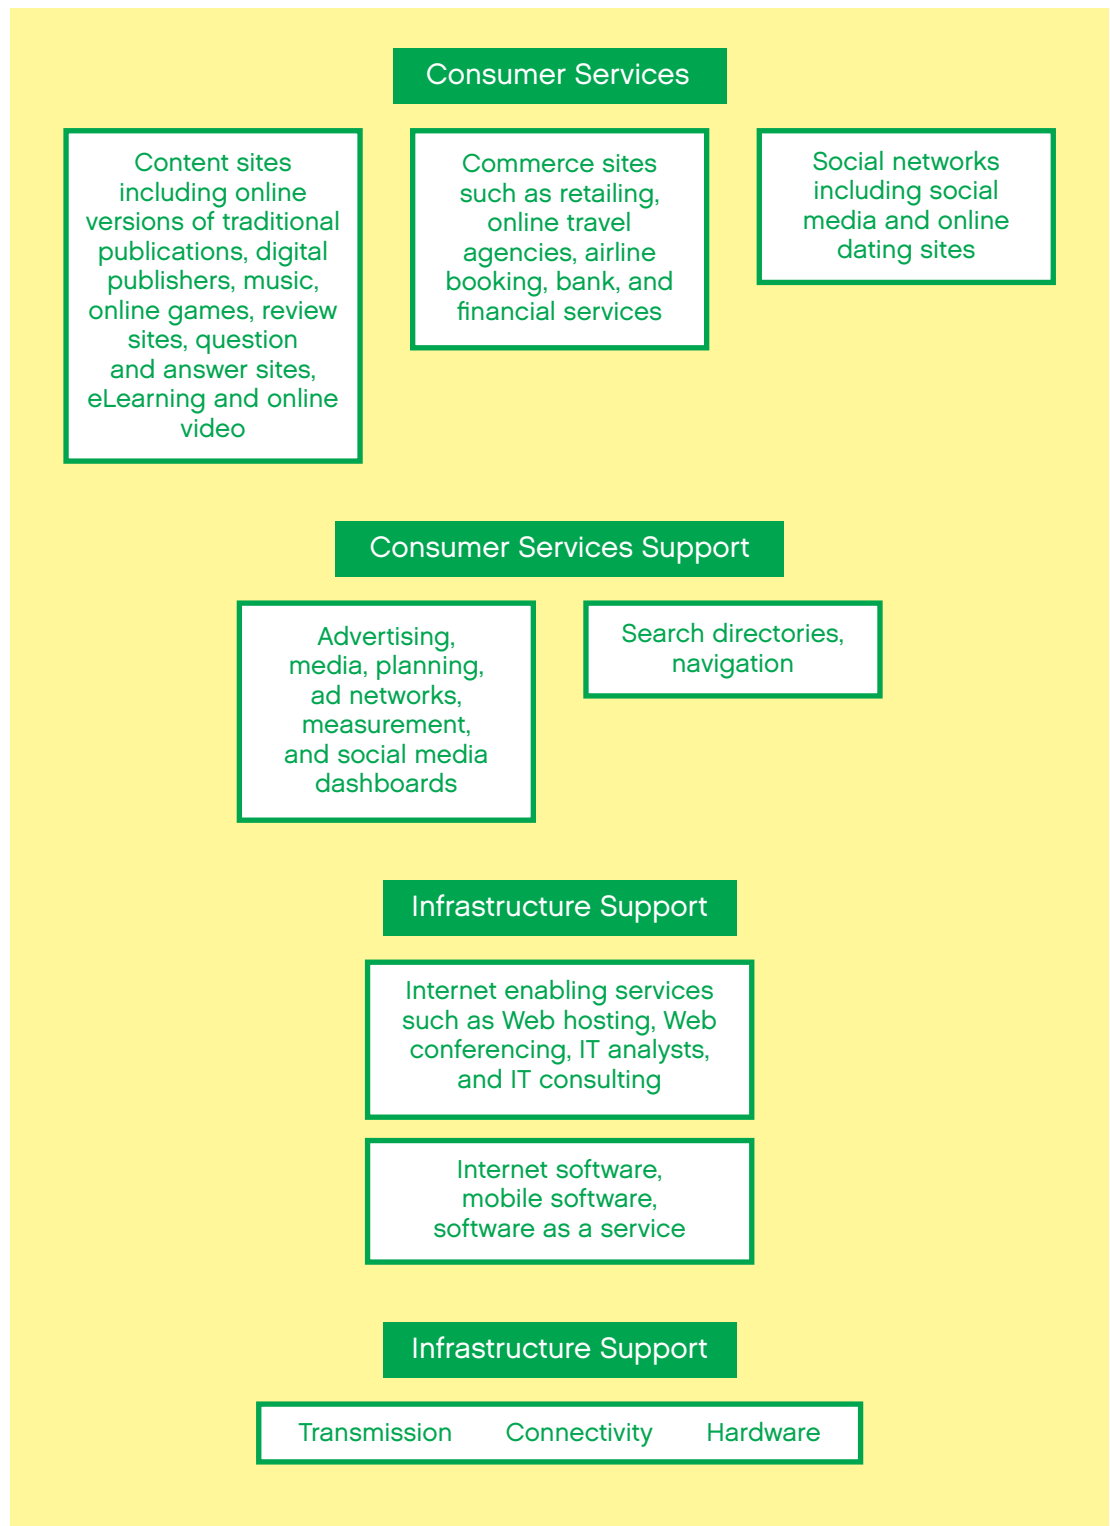 Consumer Services
Content sites
including online
versions of traditional
publications, digital
publishers, music,
online games, review
sites, question
and answer sites,
eLearning and online
video
Commerce sites
such as retailing,
online travel
agencies, airline
booking, bank, and
financial services
Social networks
including social
media and online
dating sites
Consumer Services Support
Advertising,
media, planning,
ad networks,
measurement,
and social media
dashboards
Search directories,
navigation
Infrastructure Support
Internet enabling services
such as Web hosting, Web
conferencing, IT analysts,
and IT consulting
Internet software,
mobile software,
software as a service
Infrastructure Support
Transmission Connectivity Hardware